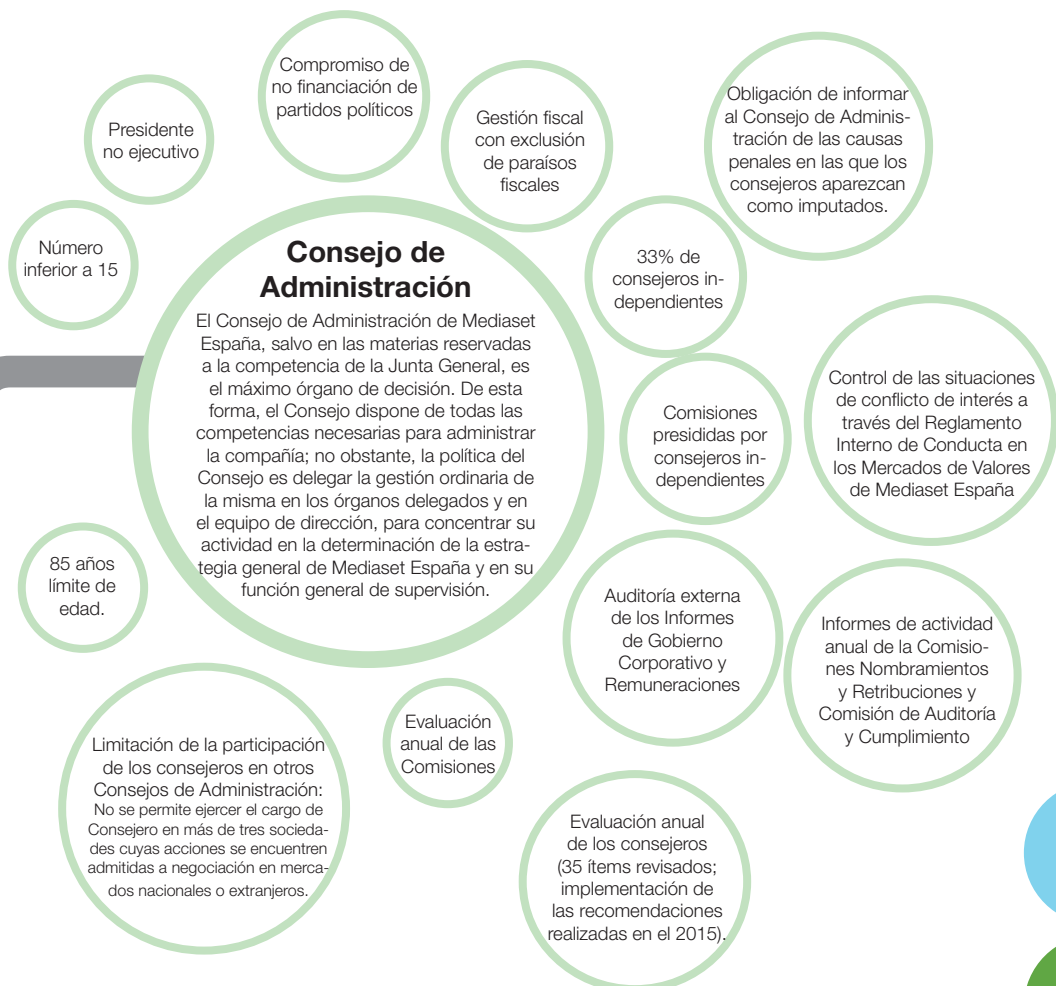 Compromiso de
no financiación de
partidos políticos
Presidente
no ejecutivo
Gestión fiscal
con exclusión
de paraísos
fiscales
Obligación de informar
al Consejo de Adminis-
tración de las causas
penales en las que los
consejeros aparezcan
como imputados.
Número
inferior a 15
33% de
consejeros in-
dependientes
Consejo de
Administración
El Consejo de Administración de Mediaset
España, salvo en las materias reservadas
a la competencia de la Junta General, es
el máximo órgano de decisión. De esta
forma, el Consejo dispone de todas las
competencias necesarias para administrar
la compañía; no obstante, la política del
Consejo es delegar la gestión ordinaria de
la misma en los órganos delegados y en
el equipo de dirección, para concentrar su
actividad en la determinación de la estra-
tegia general de Mediaset España y en su
función general de supervisión.
Comisiones
presididas por
consejeros in-
dependientes
Control de las situaciones
de conflicto de interés a
través del Reglamento
Interno de Conducta en
los Mercados de Valores
de Mediaset España
85 años
límite de
edad.
Auditoría externa
de los Informes
de Gobierno
Corporativo y
Remuneraciones
Informes de actividad
anual de la Comisio-
nes Nombramientos
y Retribuciones y
Comisión de Auditoría
y Cumplimiento
Limitación de la participación
de los consejeros en otros
Consejos de Administración:
No se permite ejercer el cargo de
Consejero en más de tres socieda-
des cuyas acciones se encuentren
admitidas a negociación en merca-
dos nacionales o extranjeros.
Evaluación
anual de las
Comisiones
Evaluación anual
de los consejeros
(35 ítems revisados;
implementación de
las recomendaciones
realizadas en el 2015).